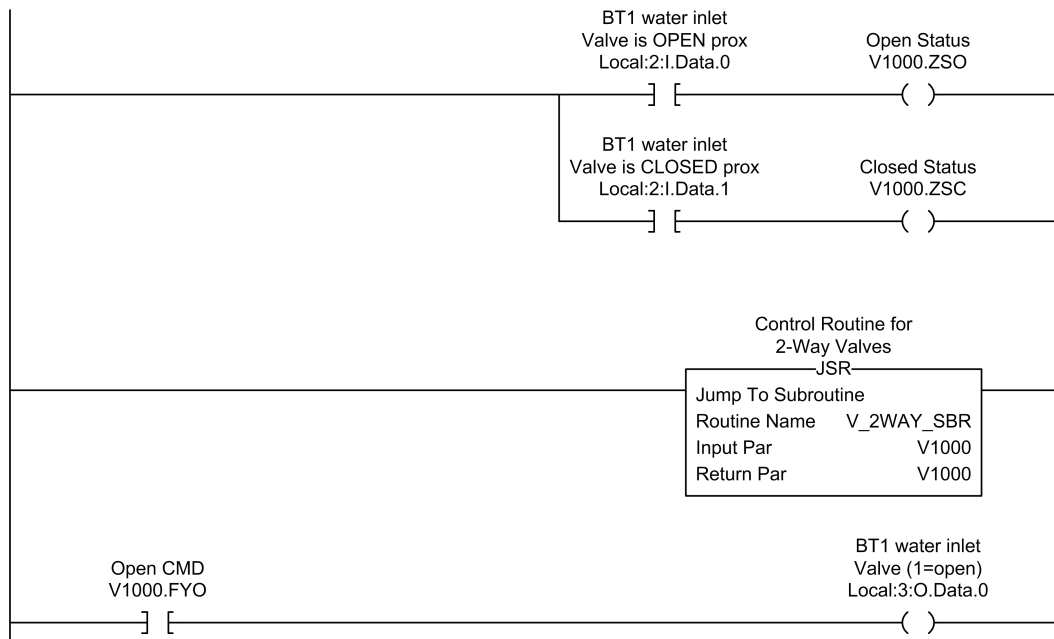 BT1 water inlet
Valve is OPEN prox
Local:2:I.Data.0
Open Status
V1000.ZSO
BT1 water inlet
Valve is CLOSED prox
Local:2:I.Data.1
Closed Status
V1000.ZSC
Control Routine for
2-Way Valves
JSR
Jump To Subroutine
Routine Name V_2WAY_SBR
Input Par V1000
Return Par V1000
Open CMD
V1000.FYO
BT1 water inlet
Valve (1=open)
Local:3:O.Data.0